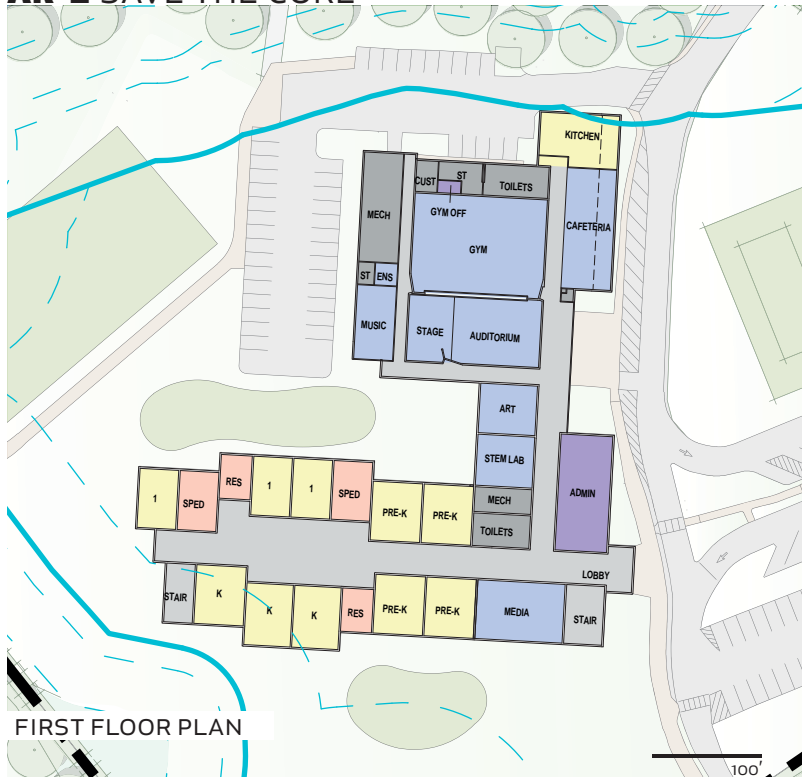 SAVE THE CORE
KITCHEN
CUST
ST
TOILETS
MECH
GYM OFF
CAFETERIA
GYM
ST
ENS
MUSIC
STAGE
AUDITORIUM
ART
STEM LAB
RES
1
SPED
1
1
SPED
PRE-K
PRE-K
MECH
TOILETS
ADMIN
LOBBY
STAIR
K
K
K
RES
PRE-K
PRE-K
MEDIA
STAIR
FIRST FLOOR PLAN
100'